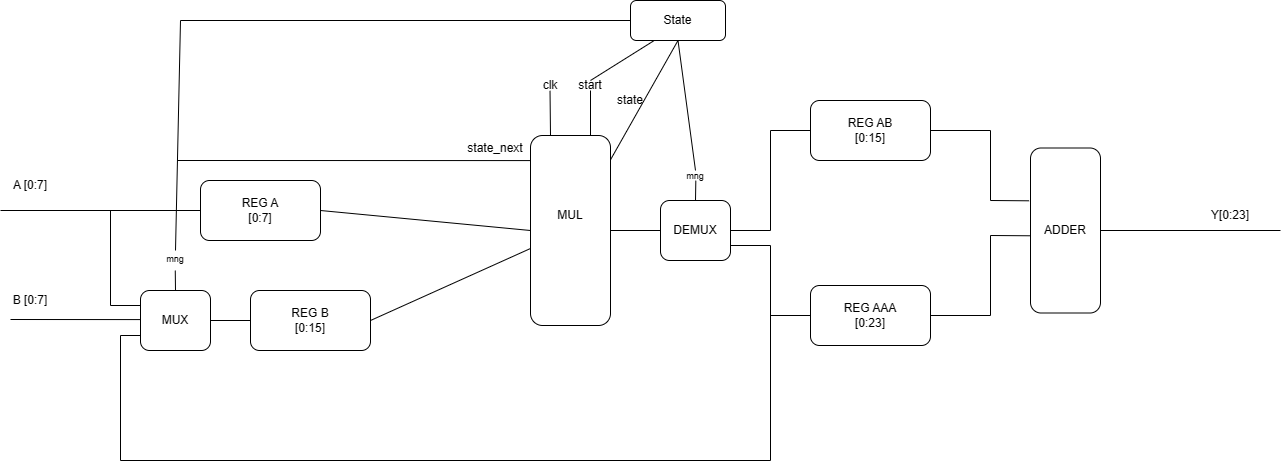 State
clk
start
state
REG AB
[0:15]
state_next
mng
A [0:7]
REG A
[0:7]
MUL
DEMUX
ADDER
Y[0:23]
mng
B [0:7]
MUX
REG B
[0:15]
REG AAA
[0:23]